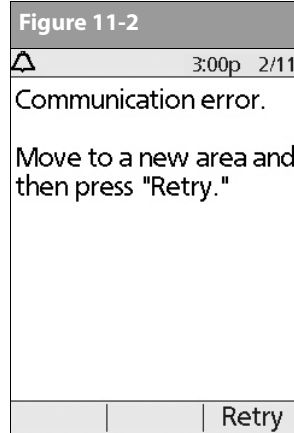 Figure 11-2
3:00p 2/11
Communication error.
Move to a new area and
then press "Retry."
Retry